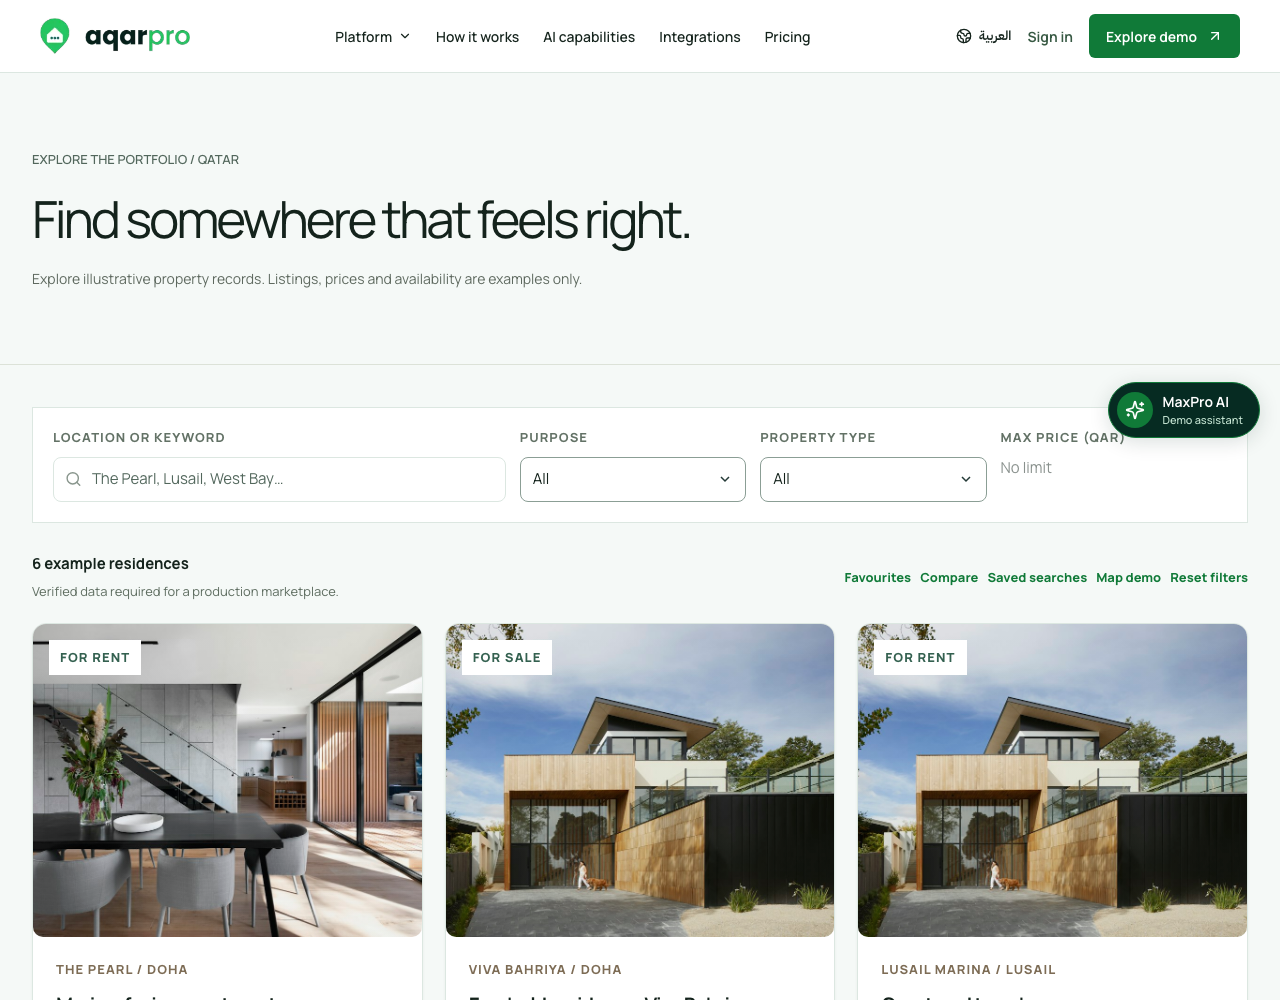 aqarpro
Platform
How it works
AI capabilities
Integrations
Pricing
العربية
Sign in
Explore demo
EXPLORE THE PORTFOLIO / QATAR
Find somewhere that feels right.
Explore illustrative property records. Listings, prices and availability are examples only.
MaxPro AI
Demo assistant
LOCATION OR KEYWORD
PURPOSE
PROPERTY TYPE
MAX PRICE (QAR)
The Pearl, Lusail, West Bay...
All
All
No limit
6 example residences
Verified data required for a production marketplace.
Favourites
Compare
Saved searches
Map demo
Reset filters
FOR RENT
FOR SALE
FOR RENT
THE PEARL / DOHA
VIVA BAHRIYA / DOHA
LUSAIL MARINA / LUSAIL